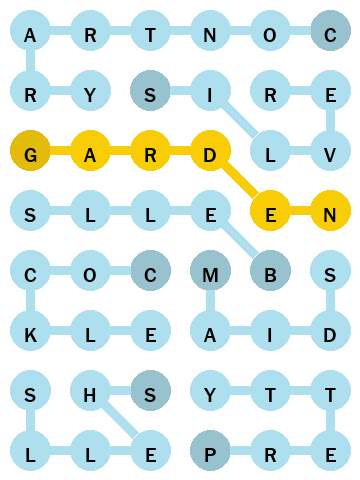 A R T N O C
R Y S I R E
G A R D L V
S L L E E N
C O C M B S
K L E A I D
S H S Y T T
L L E P R E